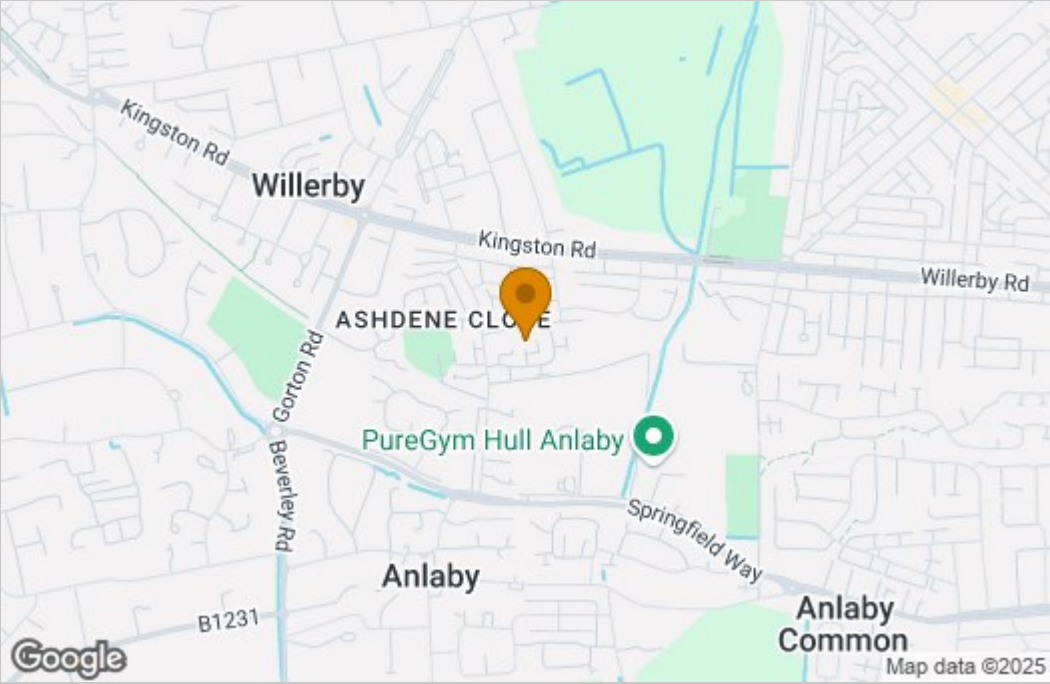 Kingston Rd
Willerby
Kingston Rd
Willerby Rd
ASHDENE CLOSE
Gorton Rd
PureGym Hull Anlaby
Beverley Rd
Springfield Way
Anlaby
Anlaby
Common
B1231
Google
Map data ©2025